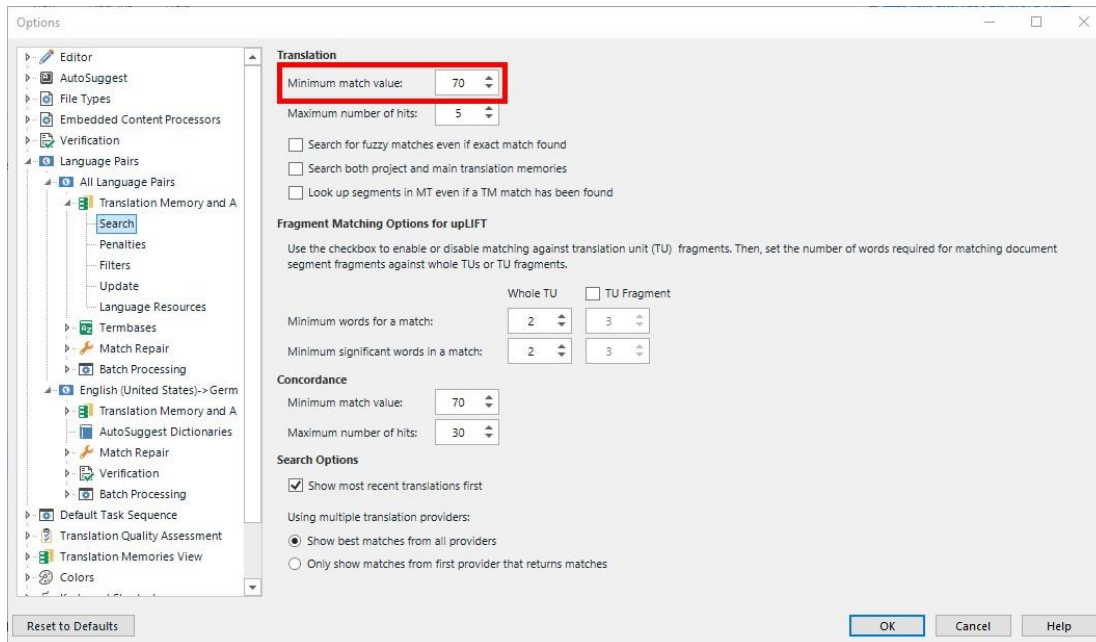 Options
Editor
AutoSuggest
File Types
Embedded Content Processors
Verification
Language Pairs
All Language Pairs
Translation Memory and A
Search
Penalties
Filters
Update
Language Resources
Termbases
Match Repair
Batch Processing
English (United States)->Germ
Translation Memory and A
AutoSuggest Dictionaries
Match Repair
Verification
Batch Processing
Default Task Sequence
Translation Quality Assessment
Translation Memories View
Colors
Translation
Minimum match value: 70
Maximum number of hits: 5
Search for fuzzy matches even if exact match found
Search both project and main translation memories
Look up segments in MT even if a TM match has been found
Fragment Matching Options for upLIFT
Use the checkbox to enable or disable matching against translation unit (TU) fragments. Then, set the number of words required for matching document
segment fragments against whole TUs or TU fragments.
Whole TU TU Fragment
Minimum words for a match: 2 3
Minimum significant words in a match: 2 3
Concordance
Minimum match value: 70
Maximum number of hits: 30
Search Options
Show most recent translations first
Using multiple translation providers:
Show best matches from all providers
Only show matches from first provider that returns matches
Reset to Defaults OK Cancel Help